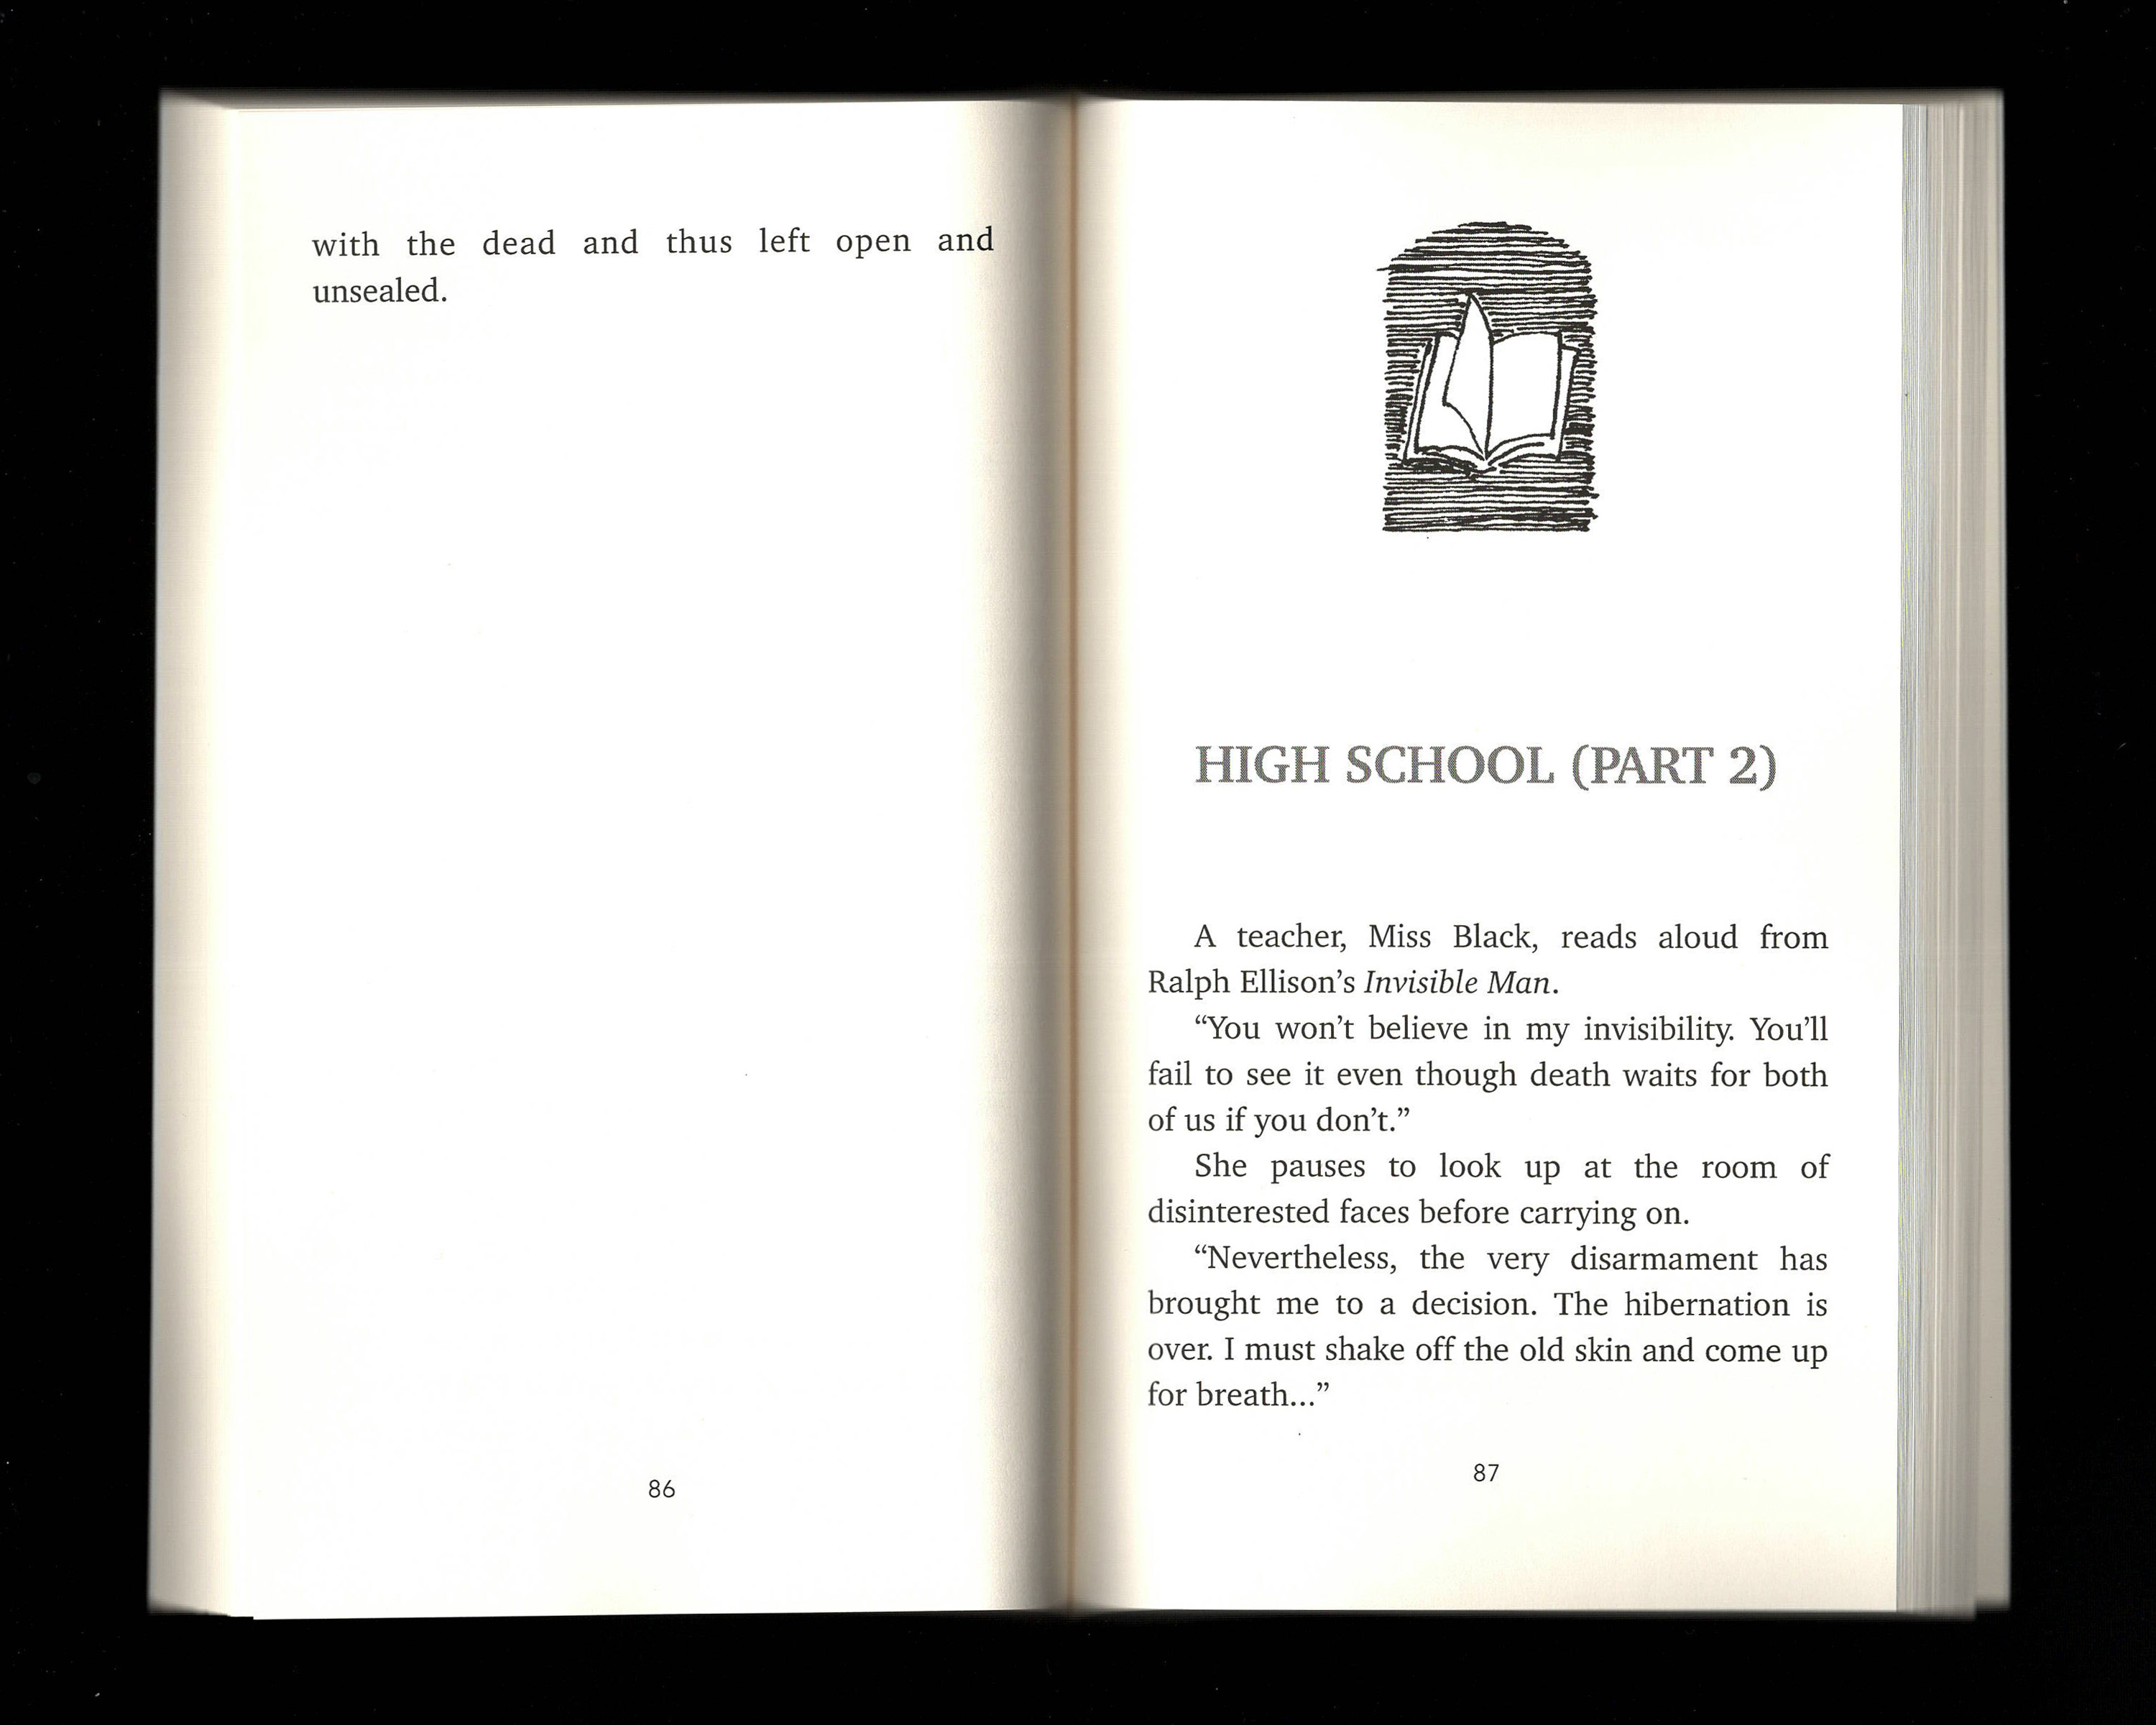 with the dead and thus left open and
unsealed.
86
HIGH SCHOOL (PART 2)
A teacher, Miss Black, reads aloud from
Ralph Ellison’s Invisible Man.
“You won’t believe in my invisibility. You’ll
fail to see it even though death waits for both
of us if you don’t.”
She pauses to look up at the room of
disinterested faces before carrying on.
“Nevertheless, the very disarmament has
brought me to a decision. The hibernation is
over. I must shake off the old skin and come up
for breath...”
87